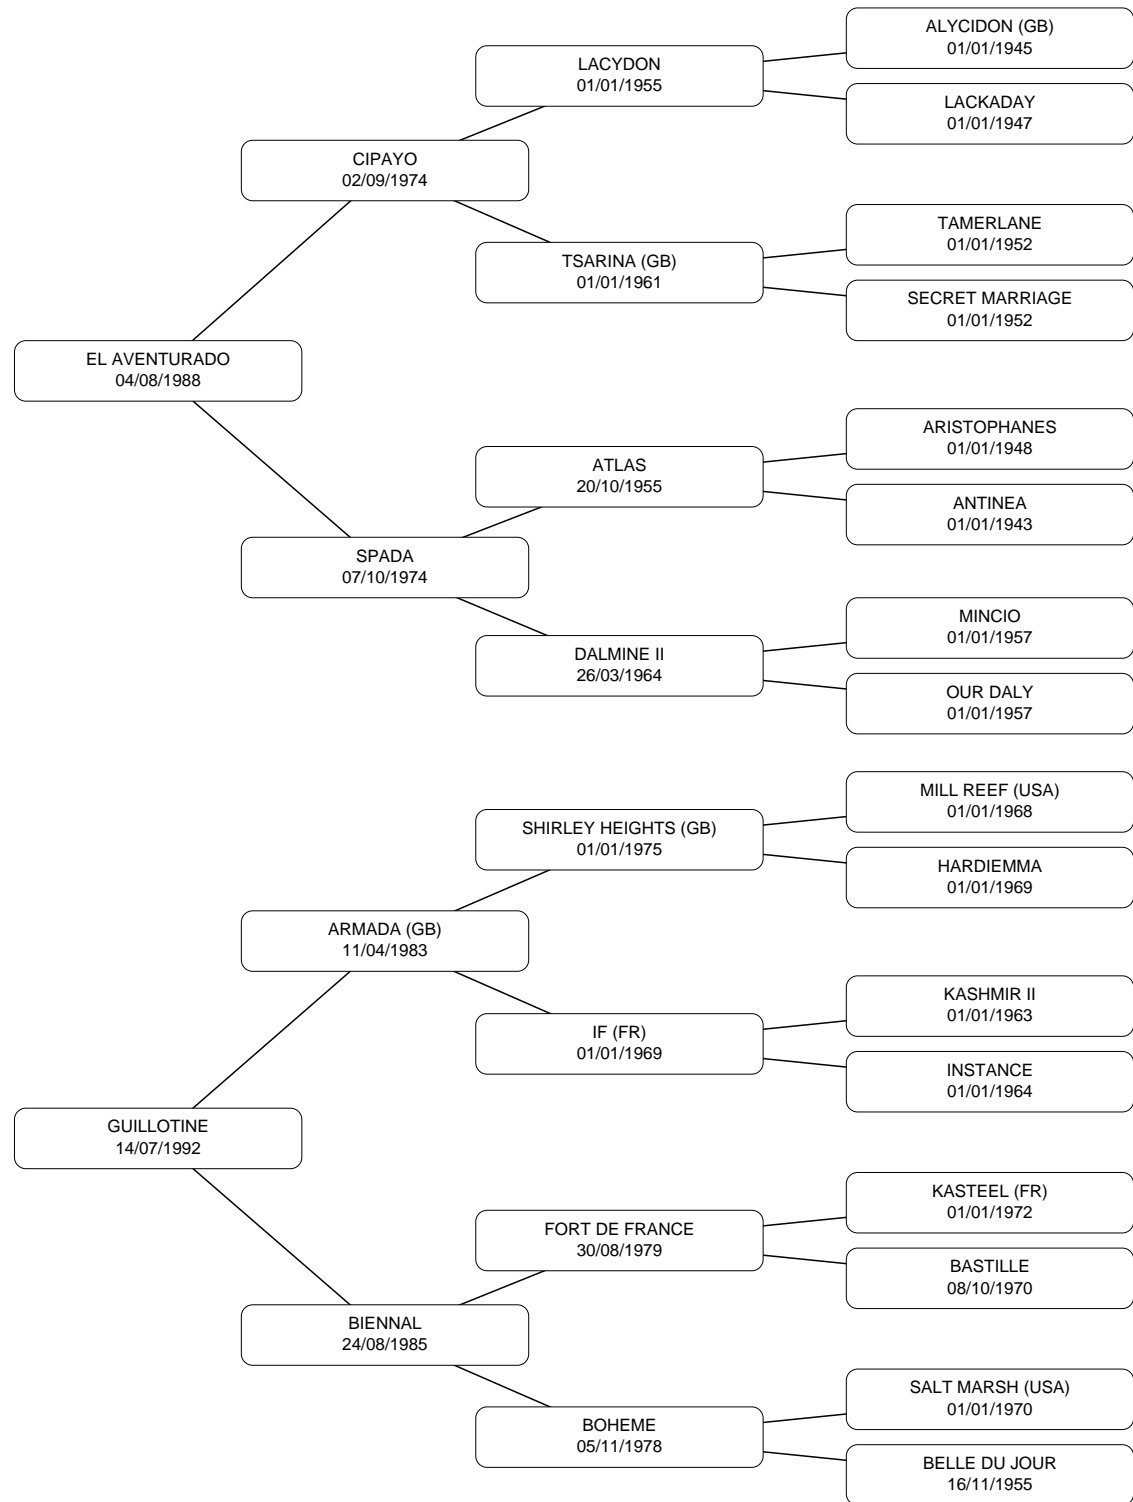 ALYCIDON (GB)
01/01/1945
LACYDON
01/01/1955
LACKADAY
01/01/1947
CIPAYO
02/09/1974
TAMERLANE
01/01/1952
TSARINA (GB)
01/01/1961
SECRET MARRIAGE
01/01/1952
EL AVENTURADO
04/08/1988
ARISTOPHANES
01/01/1948
ATLAS
20/10/1955
ANTINEA
01/01/1943
SPADA
07/10/1974
MINCIO
01/01/1957
DALMINE II
26/03/1964
OUR DALY
01/01/1957
MILL REEF (USA)
01/01/1968
SHIRLEY HEIGHTS (GB)
01/01/1975
HARDIEMMA
01/01/1969
ARMADA (GB)
11/04/1983
KASHMIR II
01/01/1963
IF (FR)
01/01/1969
INSTANCE
01/01/1964
GUILLOTINE
14/07/1992
KASTEEL (FR)
01/01/1972
FORT DE FRANCE
30/08/1979
BASTILLE
08/10/1970
BIENNAL
24/08/1985
SALT MARSH (USA)
01/01/1970
BOHEME
05/11/1978
BELLE DU JOUR
16/11/1955